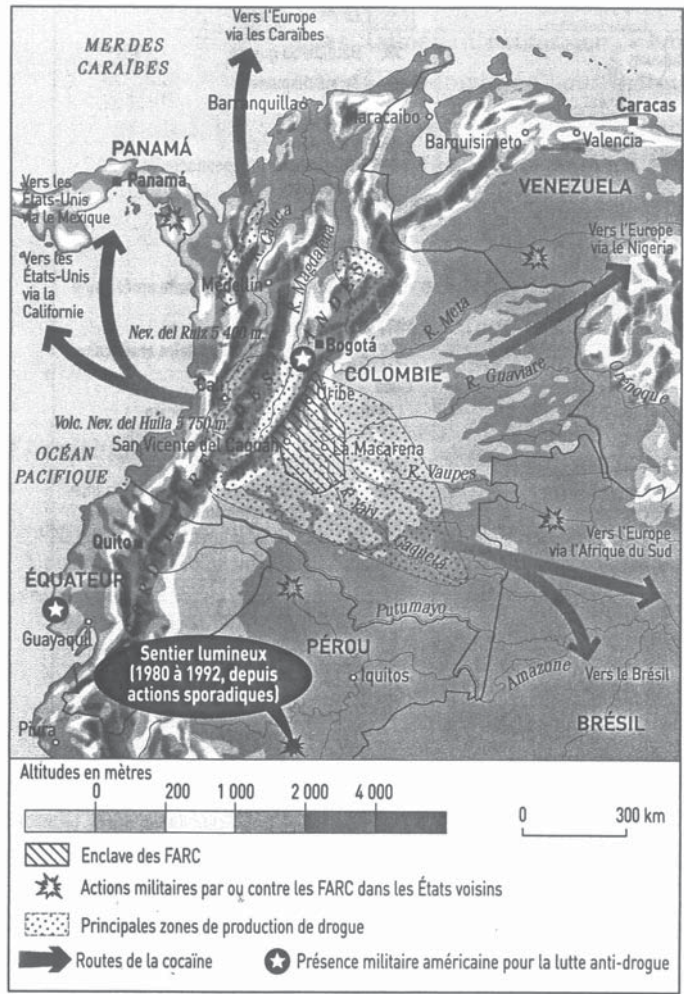 Vers l'Europe
via les Caraïbes
MER DES
CARAÏBES
Barranquilla
Maracaibo
Caracas
Barquisimeto
Valencia
PANAMÁ
Panamá
VENEZUELA
Vers les
États-Unis
via le Mexique
R. Cauca
R. Magdalena
Vers l'Europe
via le Nigeria
Vers les
États-Unis
via la
Californie
Medellín
R. Meta
Nev. del Ruiz 5 400 m.
Bogotá
COLOMBIE
R. Guaviare
Orénoque
Cali
Uribe
Volc. Nev. del Huila 5 750 m.
San Vicente del Caguán
La Macarena
OCÉAN
PACIFIQUE
R. Vaupes
R. Yari
CORDILLÈRE DES ANDES
Caquetá
Vers l'Europe
via l'Afrique du Sud
Quito
ÉQUATEUR
Putumayo
Guayaquil
PÉROU
Sentier lumineux
(1980 à 1992, depuis
actions sporadiques)
Iquitos
Amazone
Vers le Brésil
BRÉSIL
Piura
Altitudes en mètres
0 200 1 000 2 000 4 000
0 300 km
Enclave des FARC
Actions militaires par ou contre les FARC dans les États voisins
Principales zones de production de drogue
Routes de la cocaïne
Présence militaire américaine pour la lutte anti-drogue